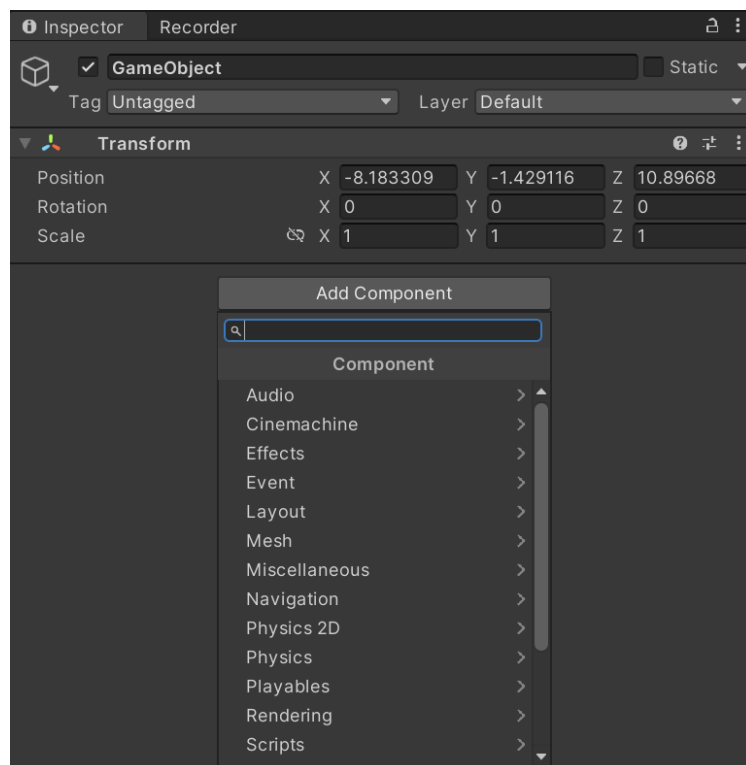 Inspector Recorder
GameObject Static
Tag Untagged Layer Default
Transform
Position X -8.183309 Y -1.429116 Z 10.89668
Rotation X 0 Y 0 Z 0
Scale X 1 Y 1 Z 1
Add Component
Component
Audio
Cinemachine
Effects
Event
Layout
Mesh
Miscellaneous
Navigation
Physics 2D
Physics
Playables
Rendering
Scripts